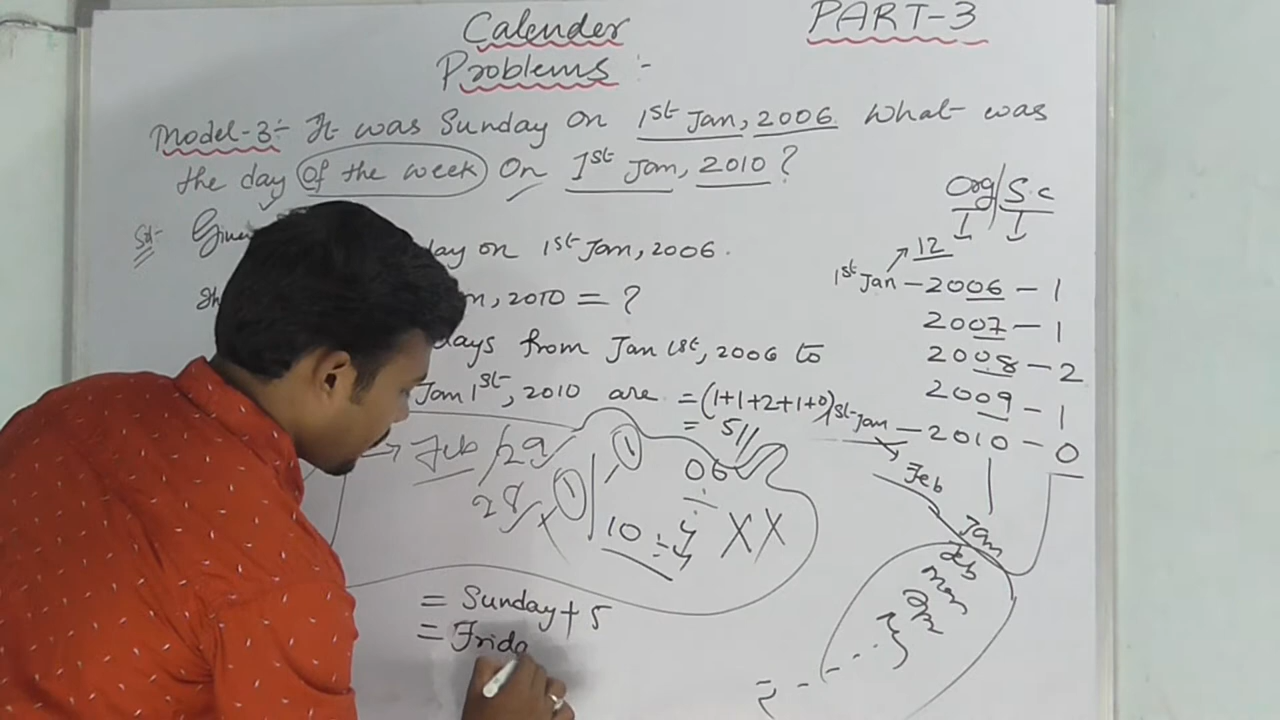 Calender
Problems :-
PART-3
Model-3:- It was Sunday on 1st Jan, 2006. What was
the day of the week on 1st Jan, 2010?
Sol:-
day on 1st Jan, 2006.
n, 2010 = ?
days from Jan 1st, 2006 to
Jan 1st, 2010 are = (1+1+2+1+0)
= 5//
→ Feb /29
28 1
1
06
10 ÷ 4
XX
= Sunday + 5
= Frida
Org/S.c
12
1st Jan - 2006 - 1
2007 - 1
2008 - 2
2009 - 1
1st Jan - 2010 - 0
Feb
Jan
Feb
Mar